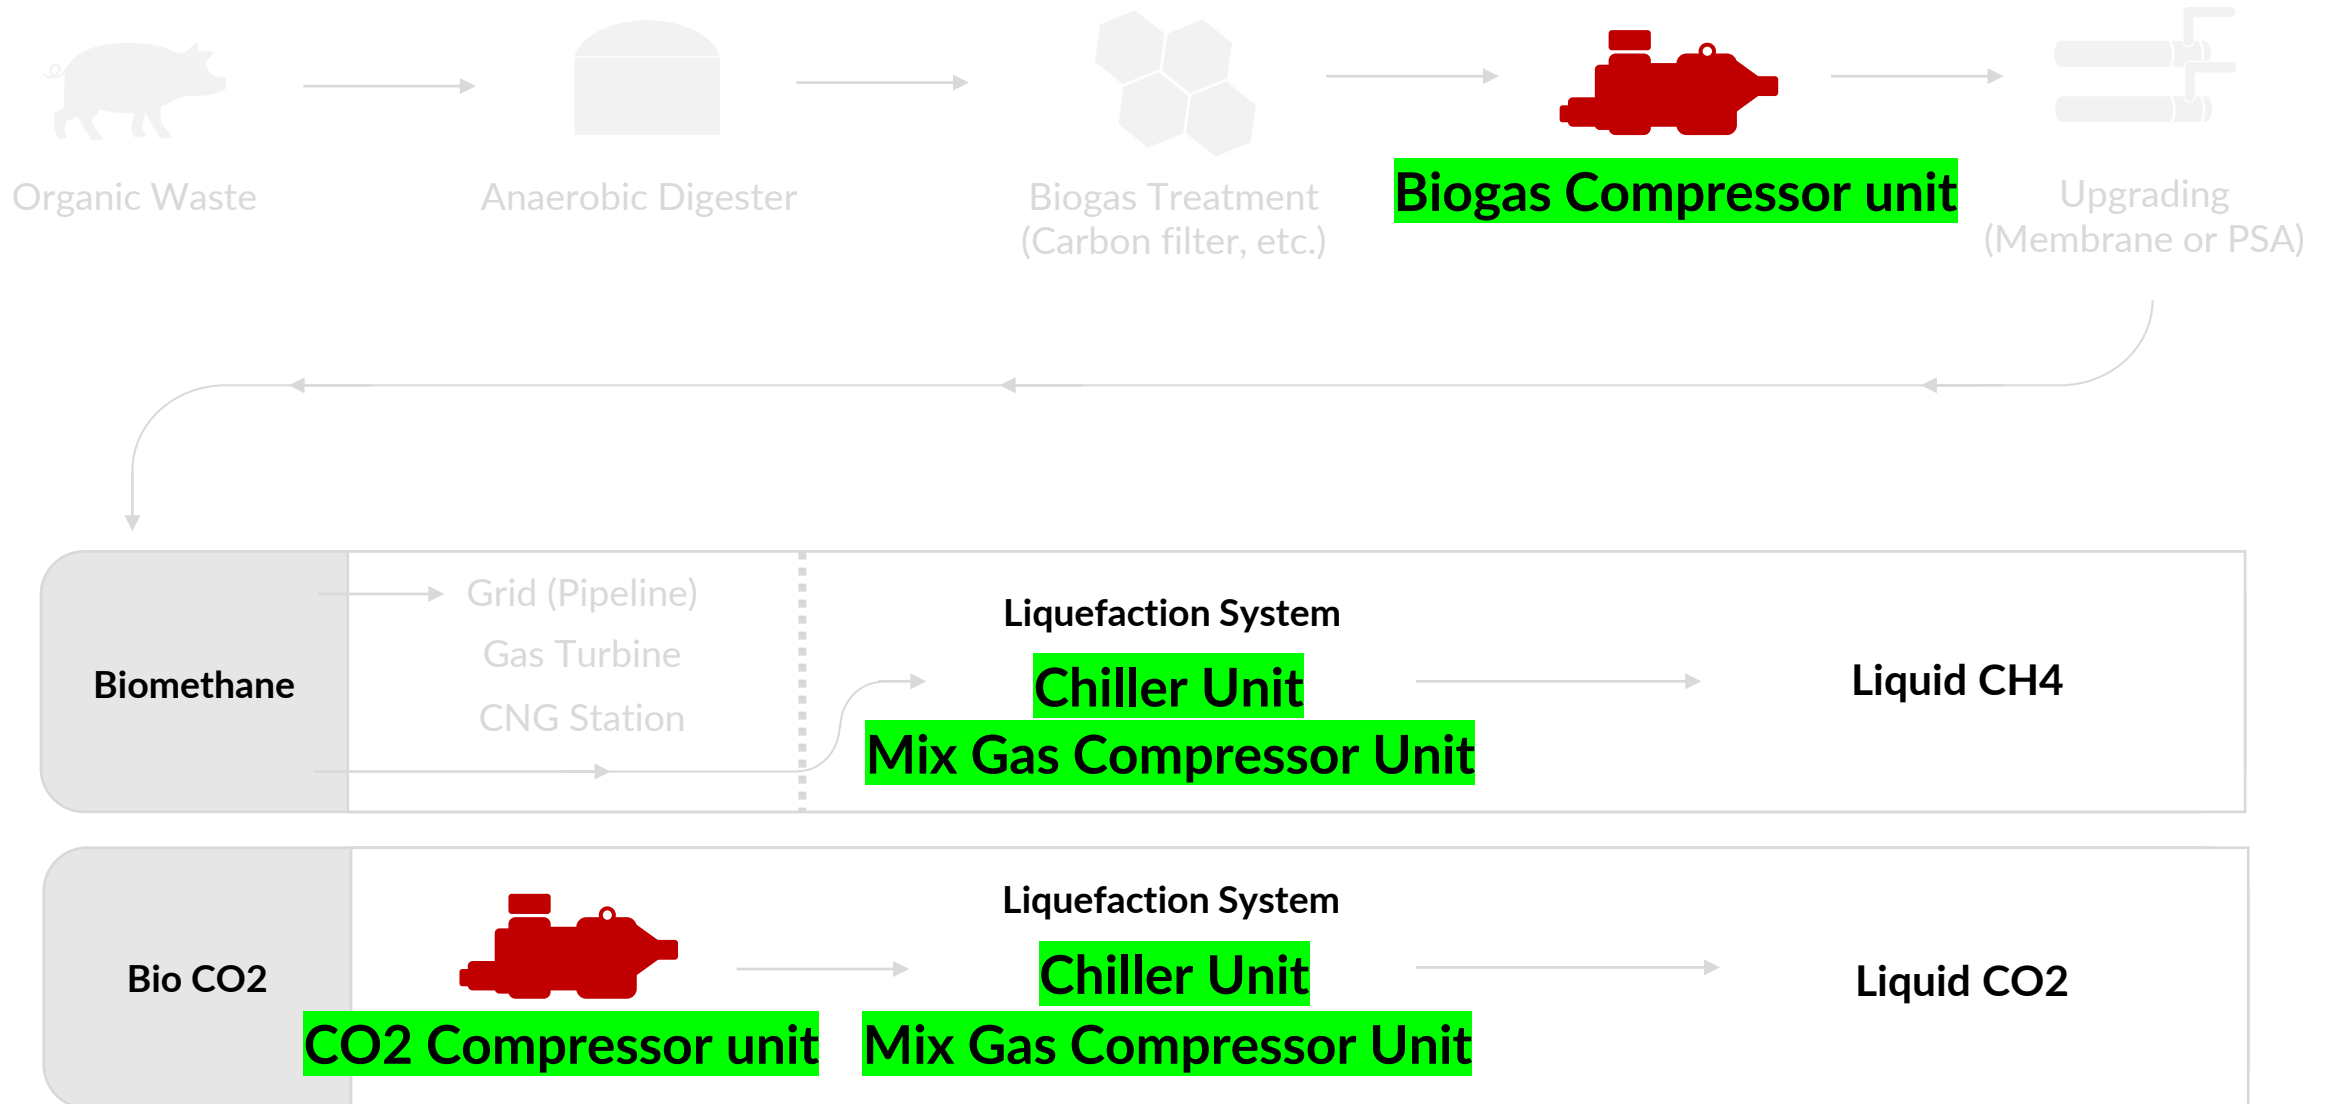 Organic Waste
Anaerobic Digester
Biogas Treatment
(Carbon filter, etc.)
Biogas Compressor unit
Upgrading
(Membrane or PSA)
Biomethane
Grid (Pipeline)
Gas Turbine
CNG Station
Liquefaction System
Chiller Unit
Mix Gas Compressor Unit
Liquid CH4
Bio CO2
CO2 Compressor unit
Liquefaction System
Chiller Unit
Mix Gas Compressor Unit
Liquid CO2